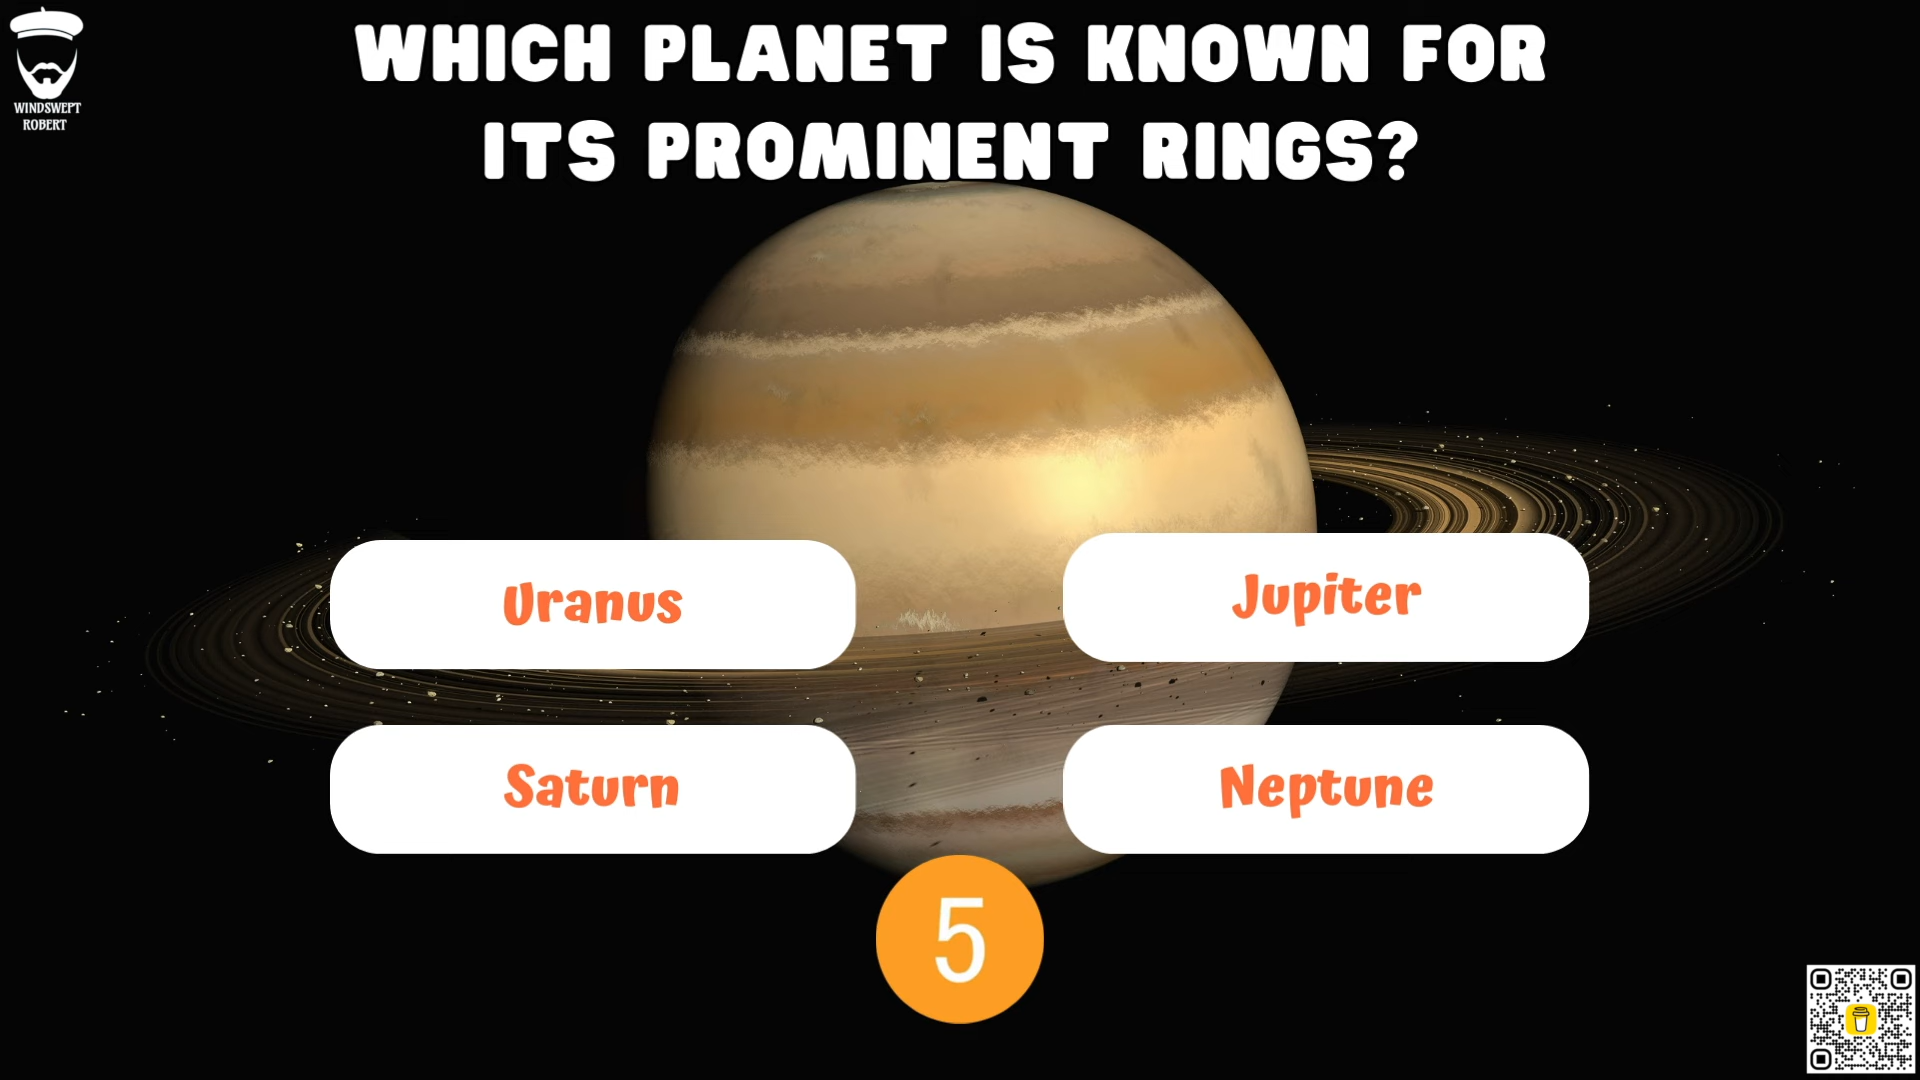 WINDSWEPT
ROBERT
WHICH PLANET IS KNOWN FOR
ITS PROMINENT RINGS?
Uranus
Jupiter
Saturn
Neptune
5